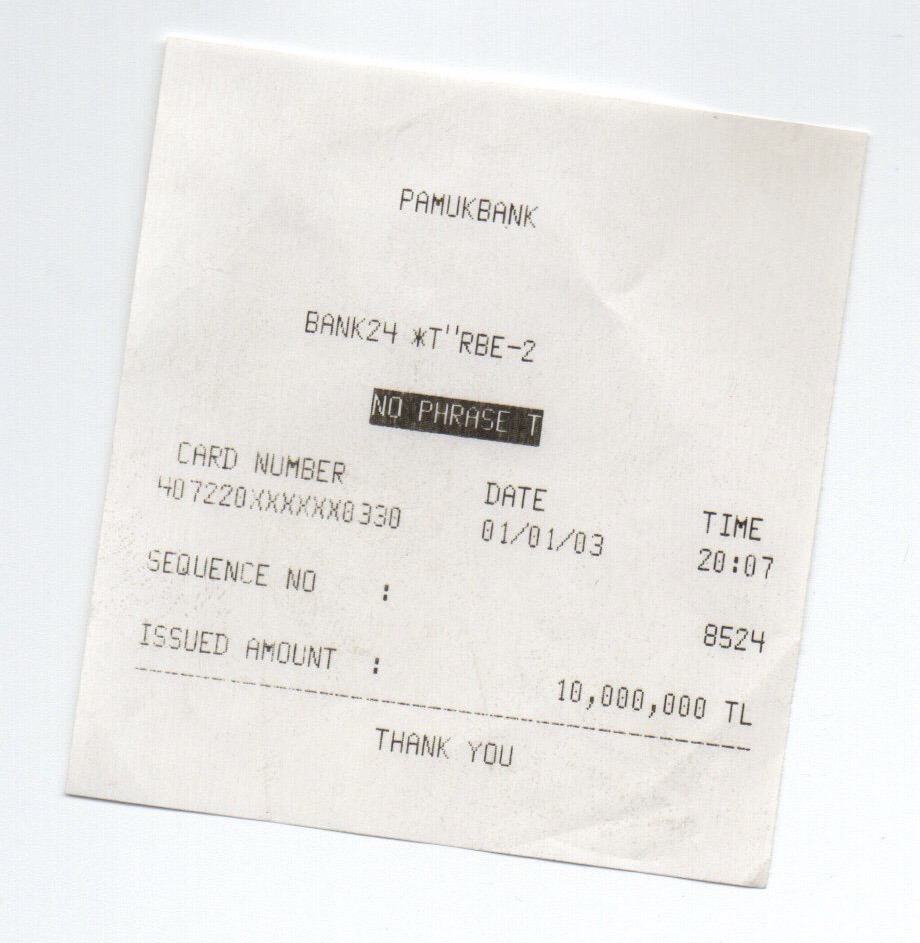 PAMUKBANK
BANK24 *T"RBE-2
NO PHRASE T
CARD NUMBER DATE TIME
407220XXXXXX0330 01/01/03 20:07
SEQUENCE NO : 8524
ISSUED AMOUNT : 10,000,000 TL
THANK YOU